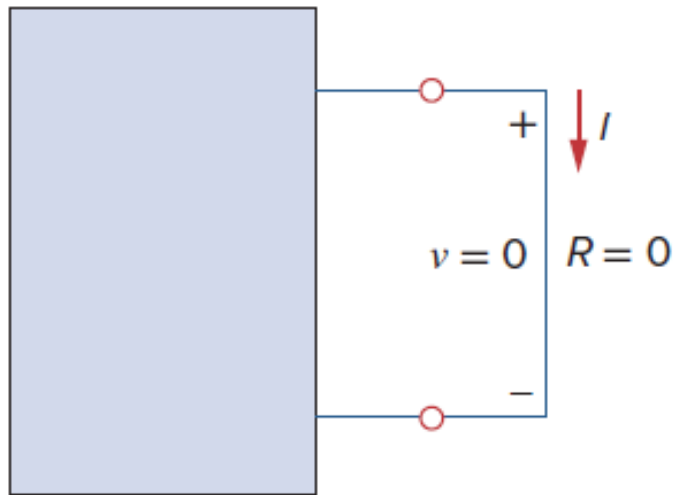 +
I
v = 0
R = 0
−